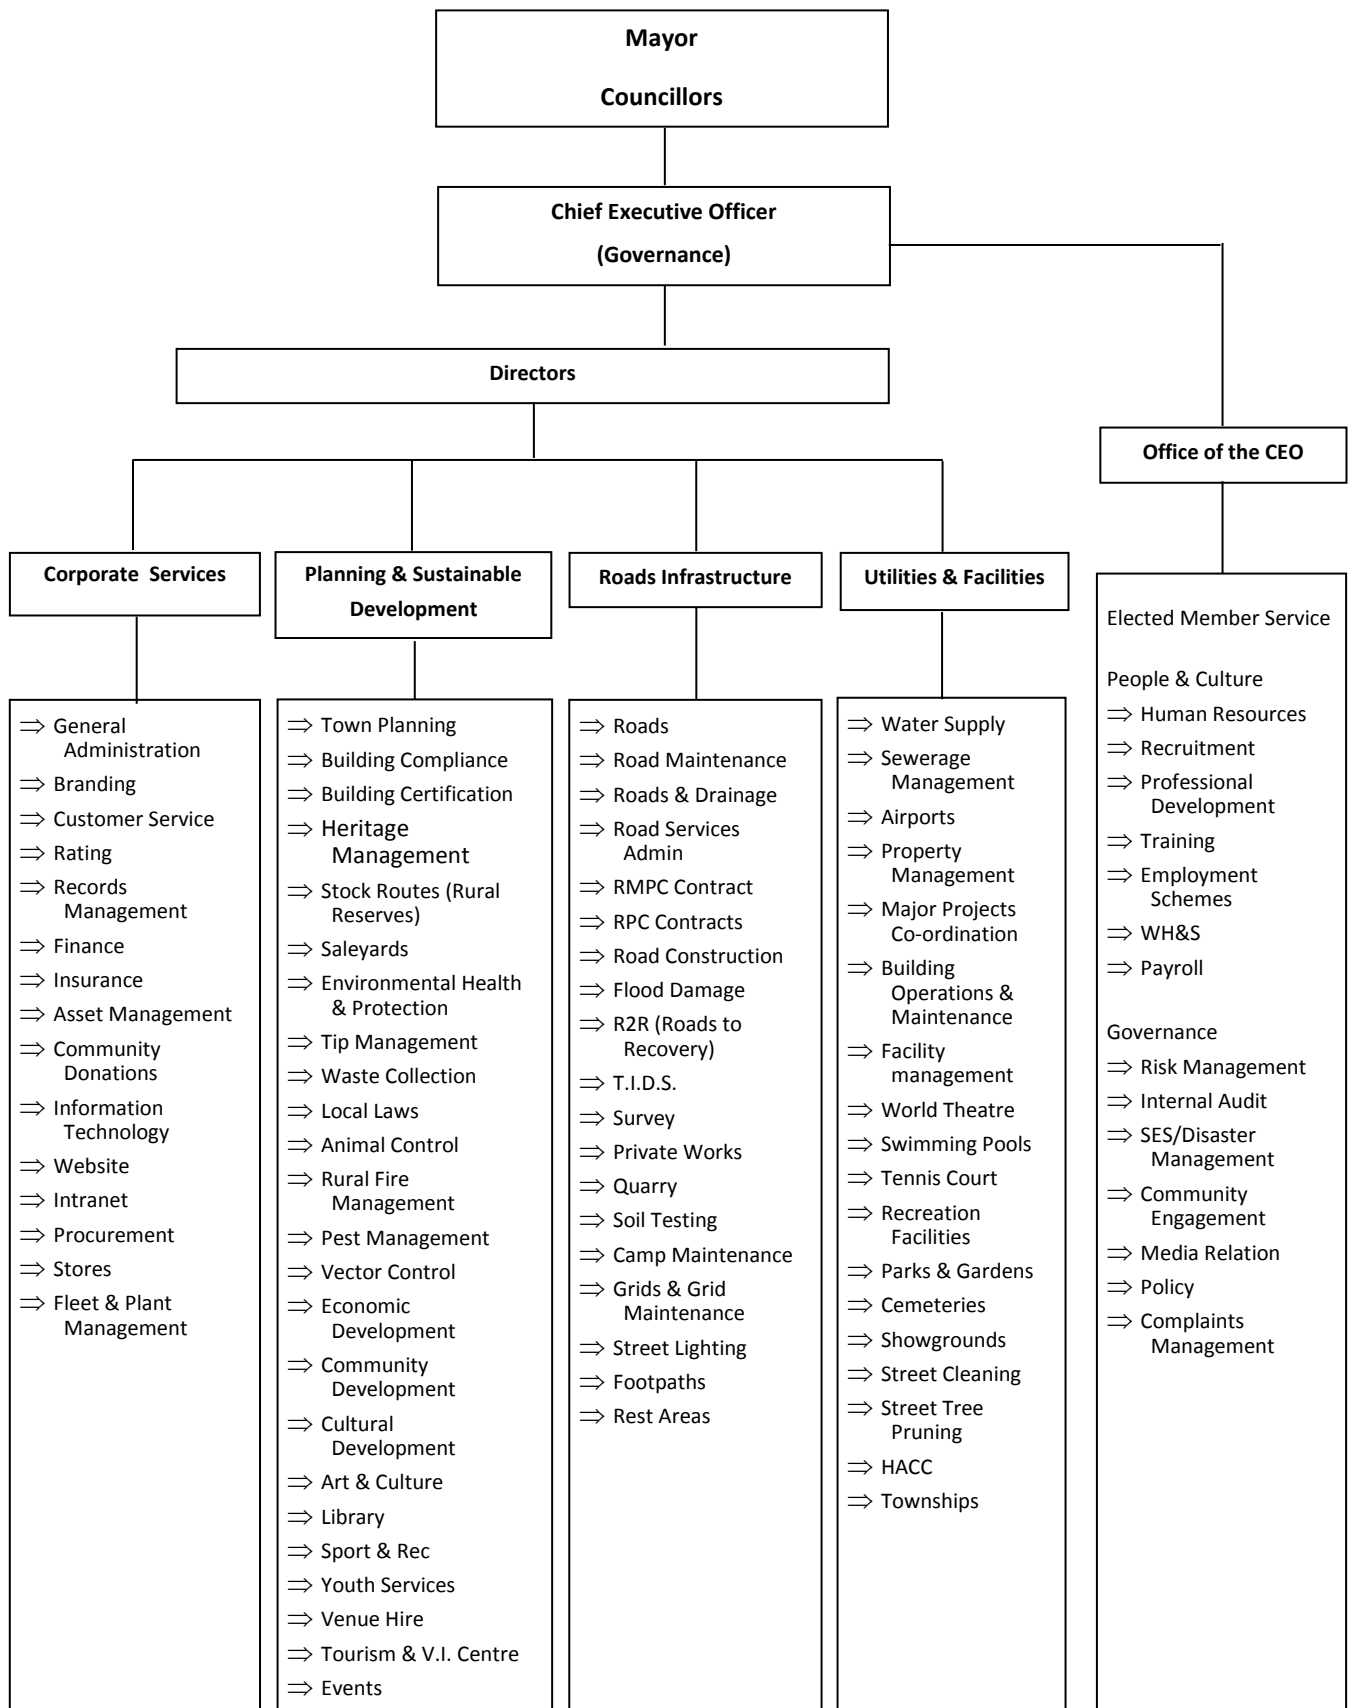 Mayor
Councillors
Chief Executive Officer
(Governance)
Directors
Office of the CEO
Corporate Services
Planning & Sustainable
Development
Roads Infrastructure
Utilities & Facilities
⇒ General
Administration
⇒ Branding
⇒ Customer Service
⇒ Rating
⇒ Records
Management
⇒ Finance
⇒ Insurance
⇒ Asset Management
⇒ Community
Donations
⇒ Information
Technology
⇒ Website
⇒ Intranet
⇒ Procurement
⇒ Stores
⇒ Fleet & Plant
Management
⇒ Town Planning
⇒ Building Compliance
⇒ Building Certification
⇒ Heritage
Management
⇒ Stock Routes (Rural
Reserves)
⇒ Saleyards
⇒ Environmental Health
& Protection
⇒ Tip Management
⇒ Waste Collection
⇒ Local Laws
⇒ Animal Control
⇒ Rural Fire
Management
⇒ Pest Management
⇒ Vector Control
⇒ Economic
Development
⇒ Community
Development
⇒ Cultural
Development
⇒ Art & Culture
⇒ Library
⇒ Sport & Rec
⇒ Youth Services
⇒ Venue Hire
⇒ Tourism & V.I. Centre
⇒ Events
⇒ Roads
⇒ Road Maintenance
⇒ Roads & Drainage
⇒ Road Services
Admin
⇒ RMPC Contract
⇒ RPC Contracts
⇒ Road Construction
⇒ Flood Damage
⇒ R2R (Roads to
Recovery)
⇒ T.I.D.S.
⇒ Survey
⇒ Private Works
⇒ Quarry
⇒ Soil Testing
⇒ Camp Maintenance
⇒ Grids & Grid
Maintenance
⇒ Street Lighting
⇒ Footpaths
⇒ Rest Areas
⇒ Water Supply
⇒ Sewerage
Management
⇒ Airports
⇒ Property
Management
⇒ Major Projects
Co-ordination
⇒ Building
Operations &
Maintenance
⇒ Facility
management
⇒ World Theatre
⇒ Swimming Pools
⇒ Tennis Court
⇒ Recreation
Facilities
⇒ Parks & Gardens
⇒ Cemeteries
⇒ Showgrounds
⇒ Street Cleaning
⇒ Street Tree
Pruning
⇒ HACC
⇒ Townships
Elected Member Service
People & Culture
⇒ Human Resources
⇒ Recruitment
⇒ Professional
Development
⇒ Training
⇒ Employment
Schemes
⇒ WH&S
⇒ Payroll
Governance
⇒ Risk Management
⇒ Internal Audit
⇒ SES/Disaster
Management
⇒ Community
Engagement
⇒ Media Relation
⇒ Policy
⇒ Complaints
Management